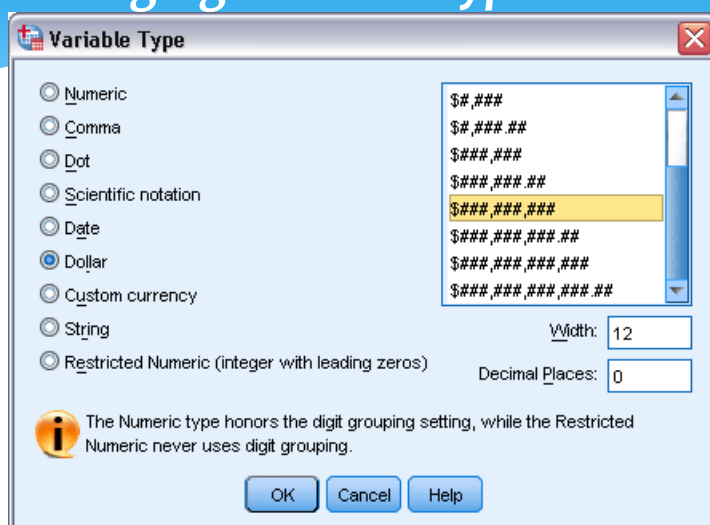 Variable Type
Numeric
Comma
Dot
Scientific notation
Date
Dollar
Custom currency
String
Restricted Numeric (integer with leading zeros)
$#,###
$#,###.##
$###,###
$###,###.##
$###,###,###
$###,###,###.##
$###,###,###,###
$###,###,###,###.##
Width: 12
Decimal Places: 0
The Numeric type honors the digit grouping setting, while the Restricted
Numeric never uses digit grouping.
OK Cancel Help